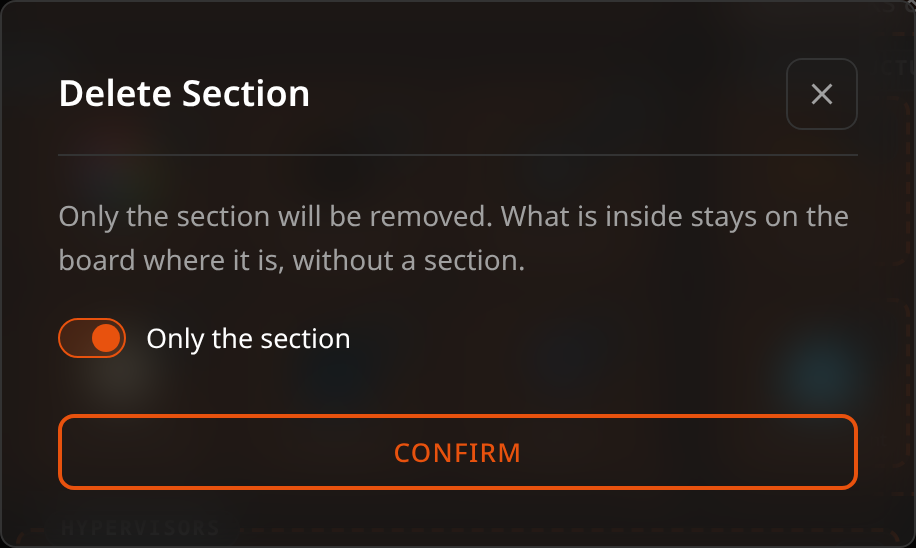 Delete Section
Only the section will be removed. What is inside stays on the
board where it is, without a section.
Only the section
CONFIRM
HYPERVISORS